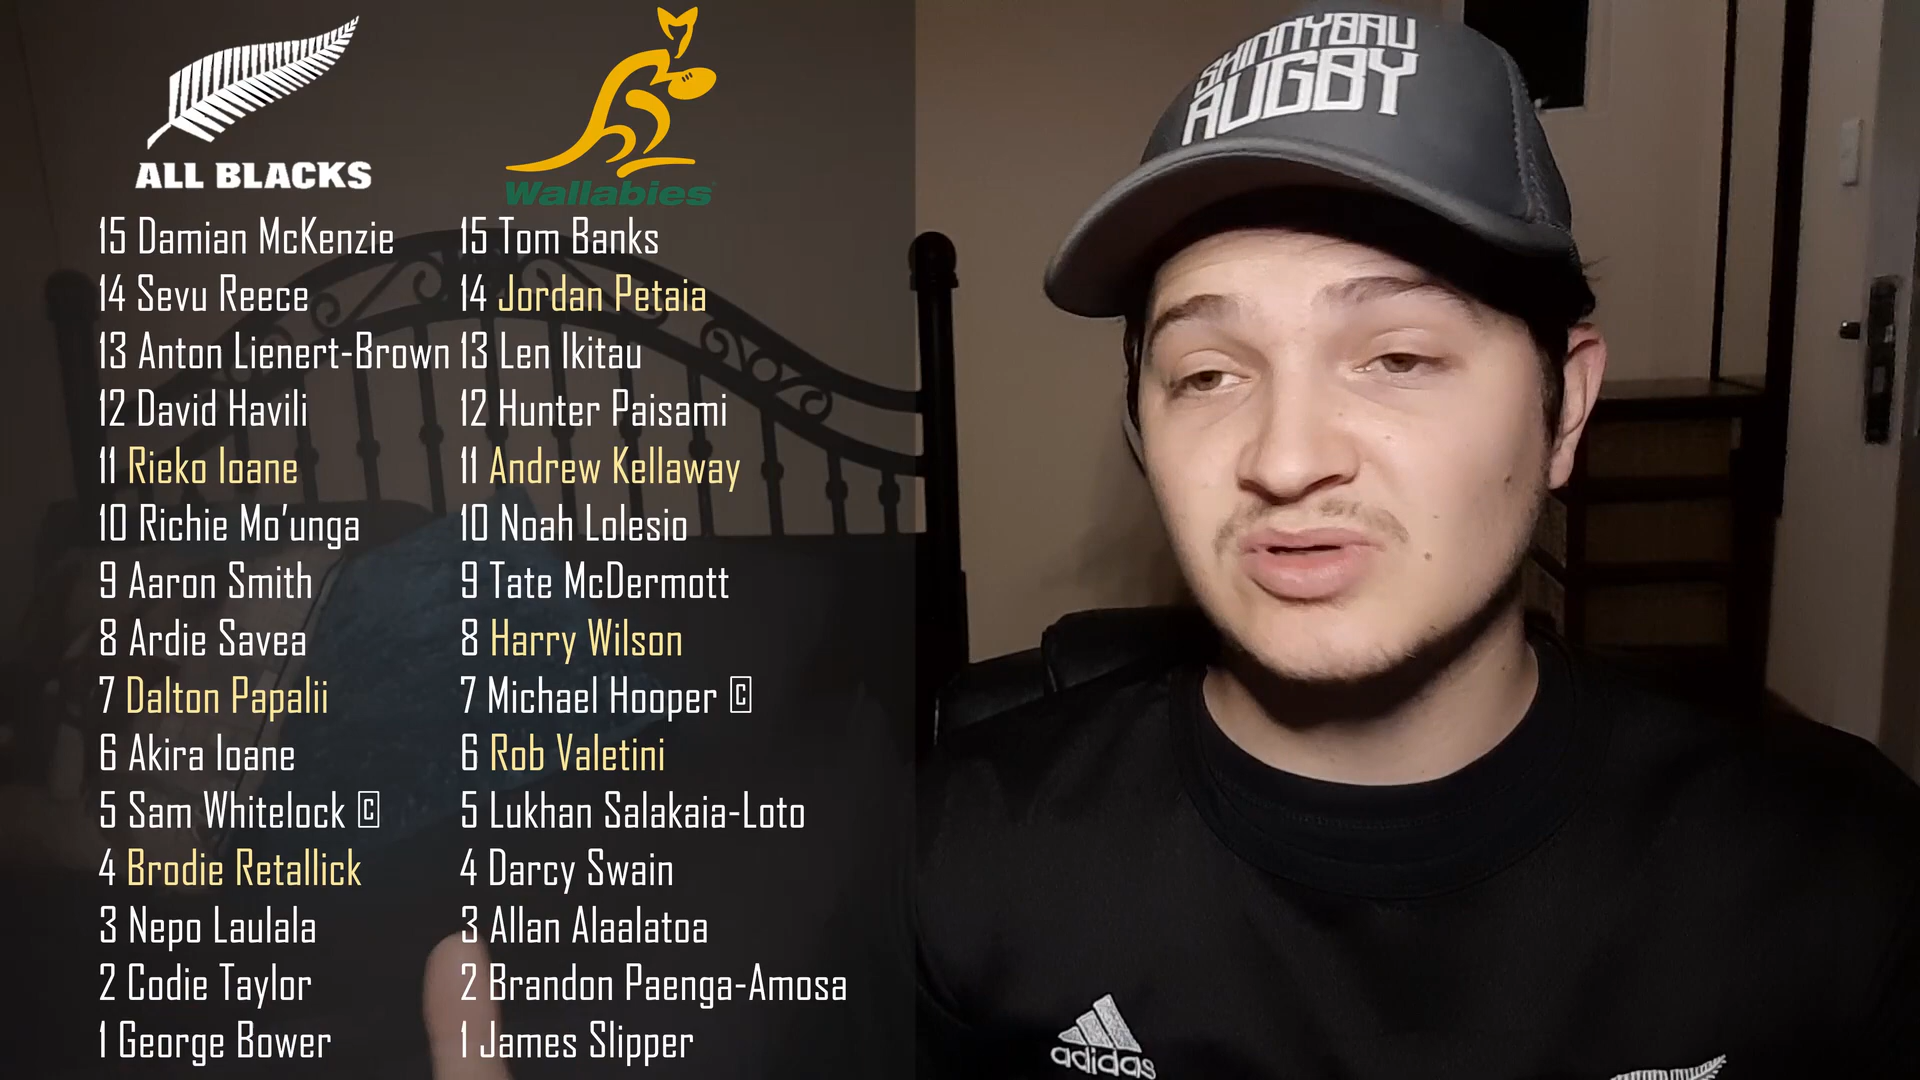 ALL BLACKS
15 Damian McKenzie
14 Sevu Reece
13 Anton Lienert-Brown
12 David Havili
11 Rieko Ioane
10 Richie Mo'unga
9 Aaron Smith
8 Ardie Savea
7 Dalton Papalii
6 Akira Ioane
5 Sam Whitelock 🄲
4 Brodie Retallick
3 Nepo Laulala
2 Codie Taylor
1 George Bower
Wallabies
15 Tom Banks
14 Jordan Petaia
13 Len Ikitau
12 Hunter Paisami
11 Andrew Kellaway
10 Noah Lolesio
9 Tate McDermott
8 Harry Wilson
7 Michael Hooper 🄲
6 Rob Valetini
5 Lukhan Salakaia-Loto
4 Darcy Swain
3 Allan Alaalatoa
2 Brandon Paenga-Amosa
1 James Slipper
SHINNYBRU
RUGBY
adidas